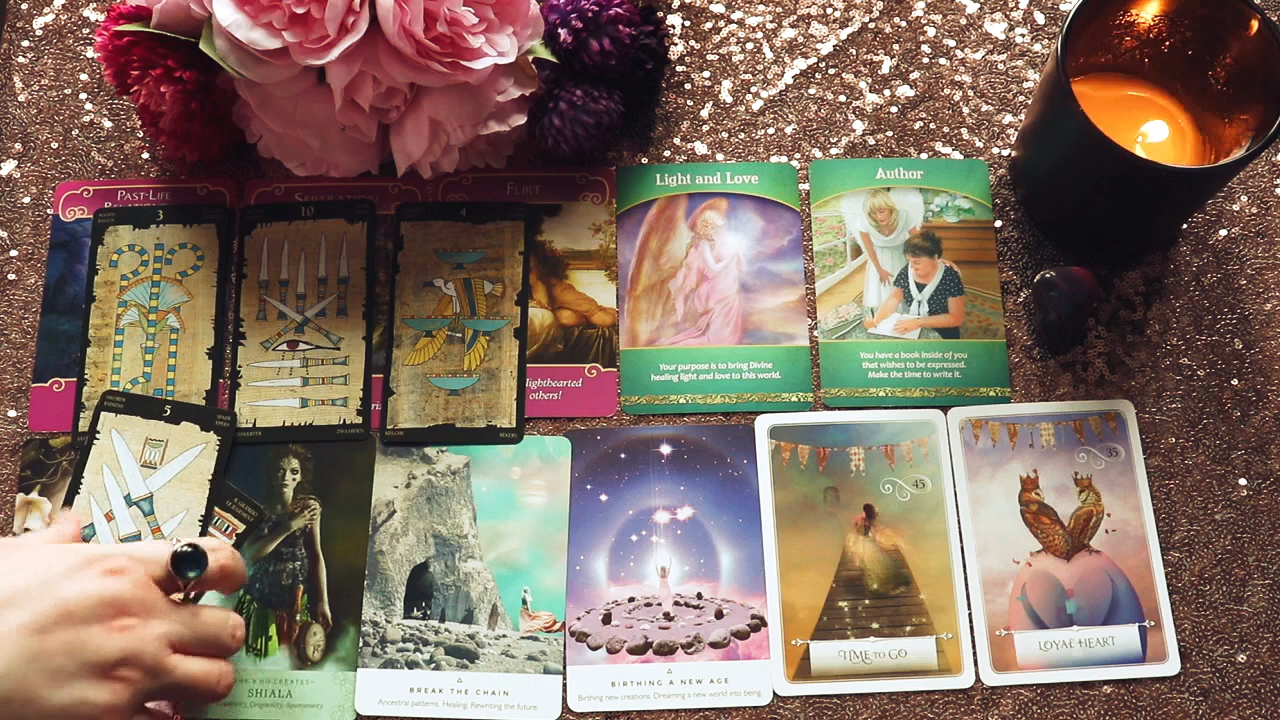 PAST-LIFE
SEPARATION
FLIRT
3
10
4
lighthearted
others!
Light and Love
Your purpose is to bring Divine
healing light and love to this world.
Author
You have a book inside of you
that wishes to be expressed.
Make the time to write it.
5
SHIALA
BREAK THE CHAIN
Ancestral patterns. Healing. Rewriting the future.
BIRTHING A NEW AGE
Birthing new creations. Dreaming a new world into being.
45
TIME TO GO
35
LOYAL HEART